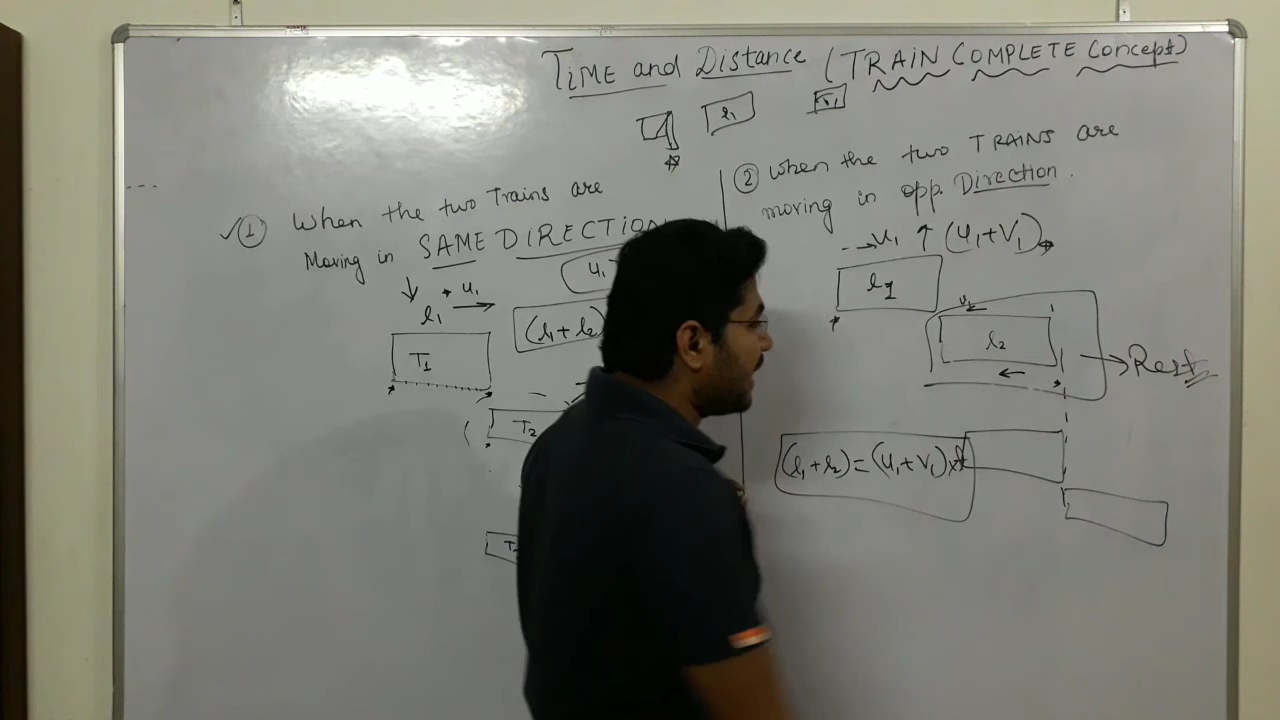 TiME and Distance (TRAiN COMPLETE Concept)
l1
① When the two Trains are
Moving in SAME DIRECTION
u1
(l1+l2)
l1 u1
T1
T2
② When the two TRAINS are
moving in opp. Direction.
u1 ↑ (u1+v1)
l1
l2
→ Rest
(l1+l2)=(u1+v1)xt